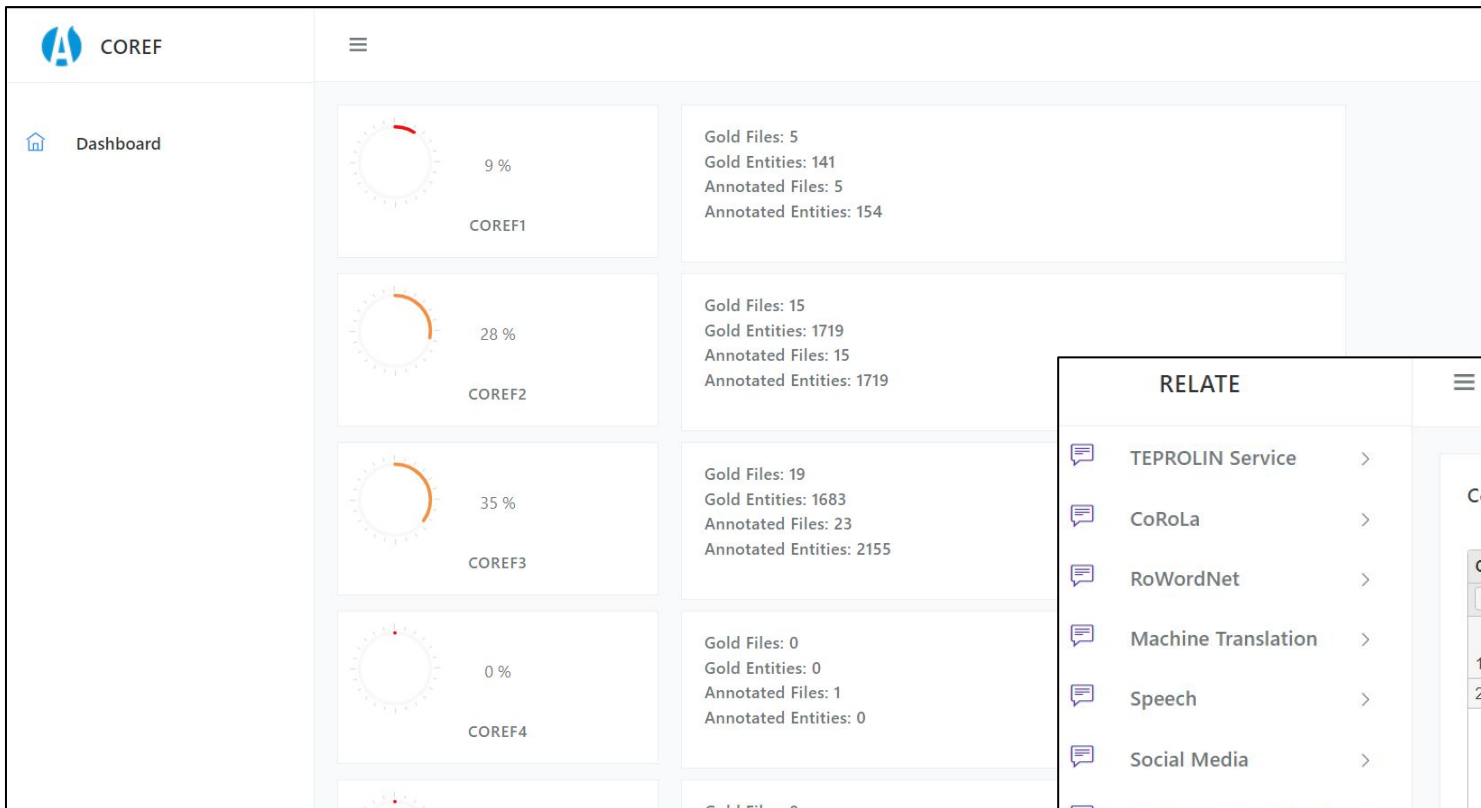 COREF
Dashboard
9 %
COREF1
Gold Files: 5
Gold Entities: 141
Annotated Files: 5
Annotated Entities: 154
28 %
COREF2
Gold Files: 15
Gold Entities: 1719
Annotated Files: 15
Annotated Entities: 1719
35 %
COREF3
Gold Files: 19
Gold Entities: 1683
Annotated Files: 23
Annotated Entities: 2155
0 %
COREF4
Gold Files: 0
Gold Entities: 0
Annotated Files: 1
Annotated Entities: 0
RELATE
TEPROLIN Service
CoRoLa
RoWordNet
Machine Translation
Speech
Social Media
1
2